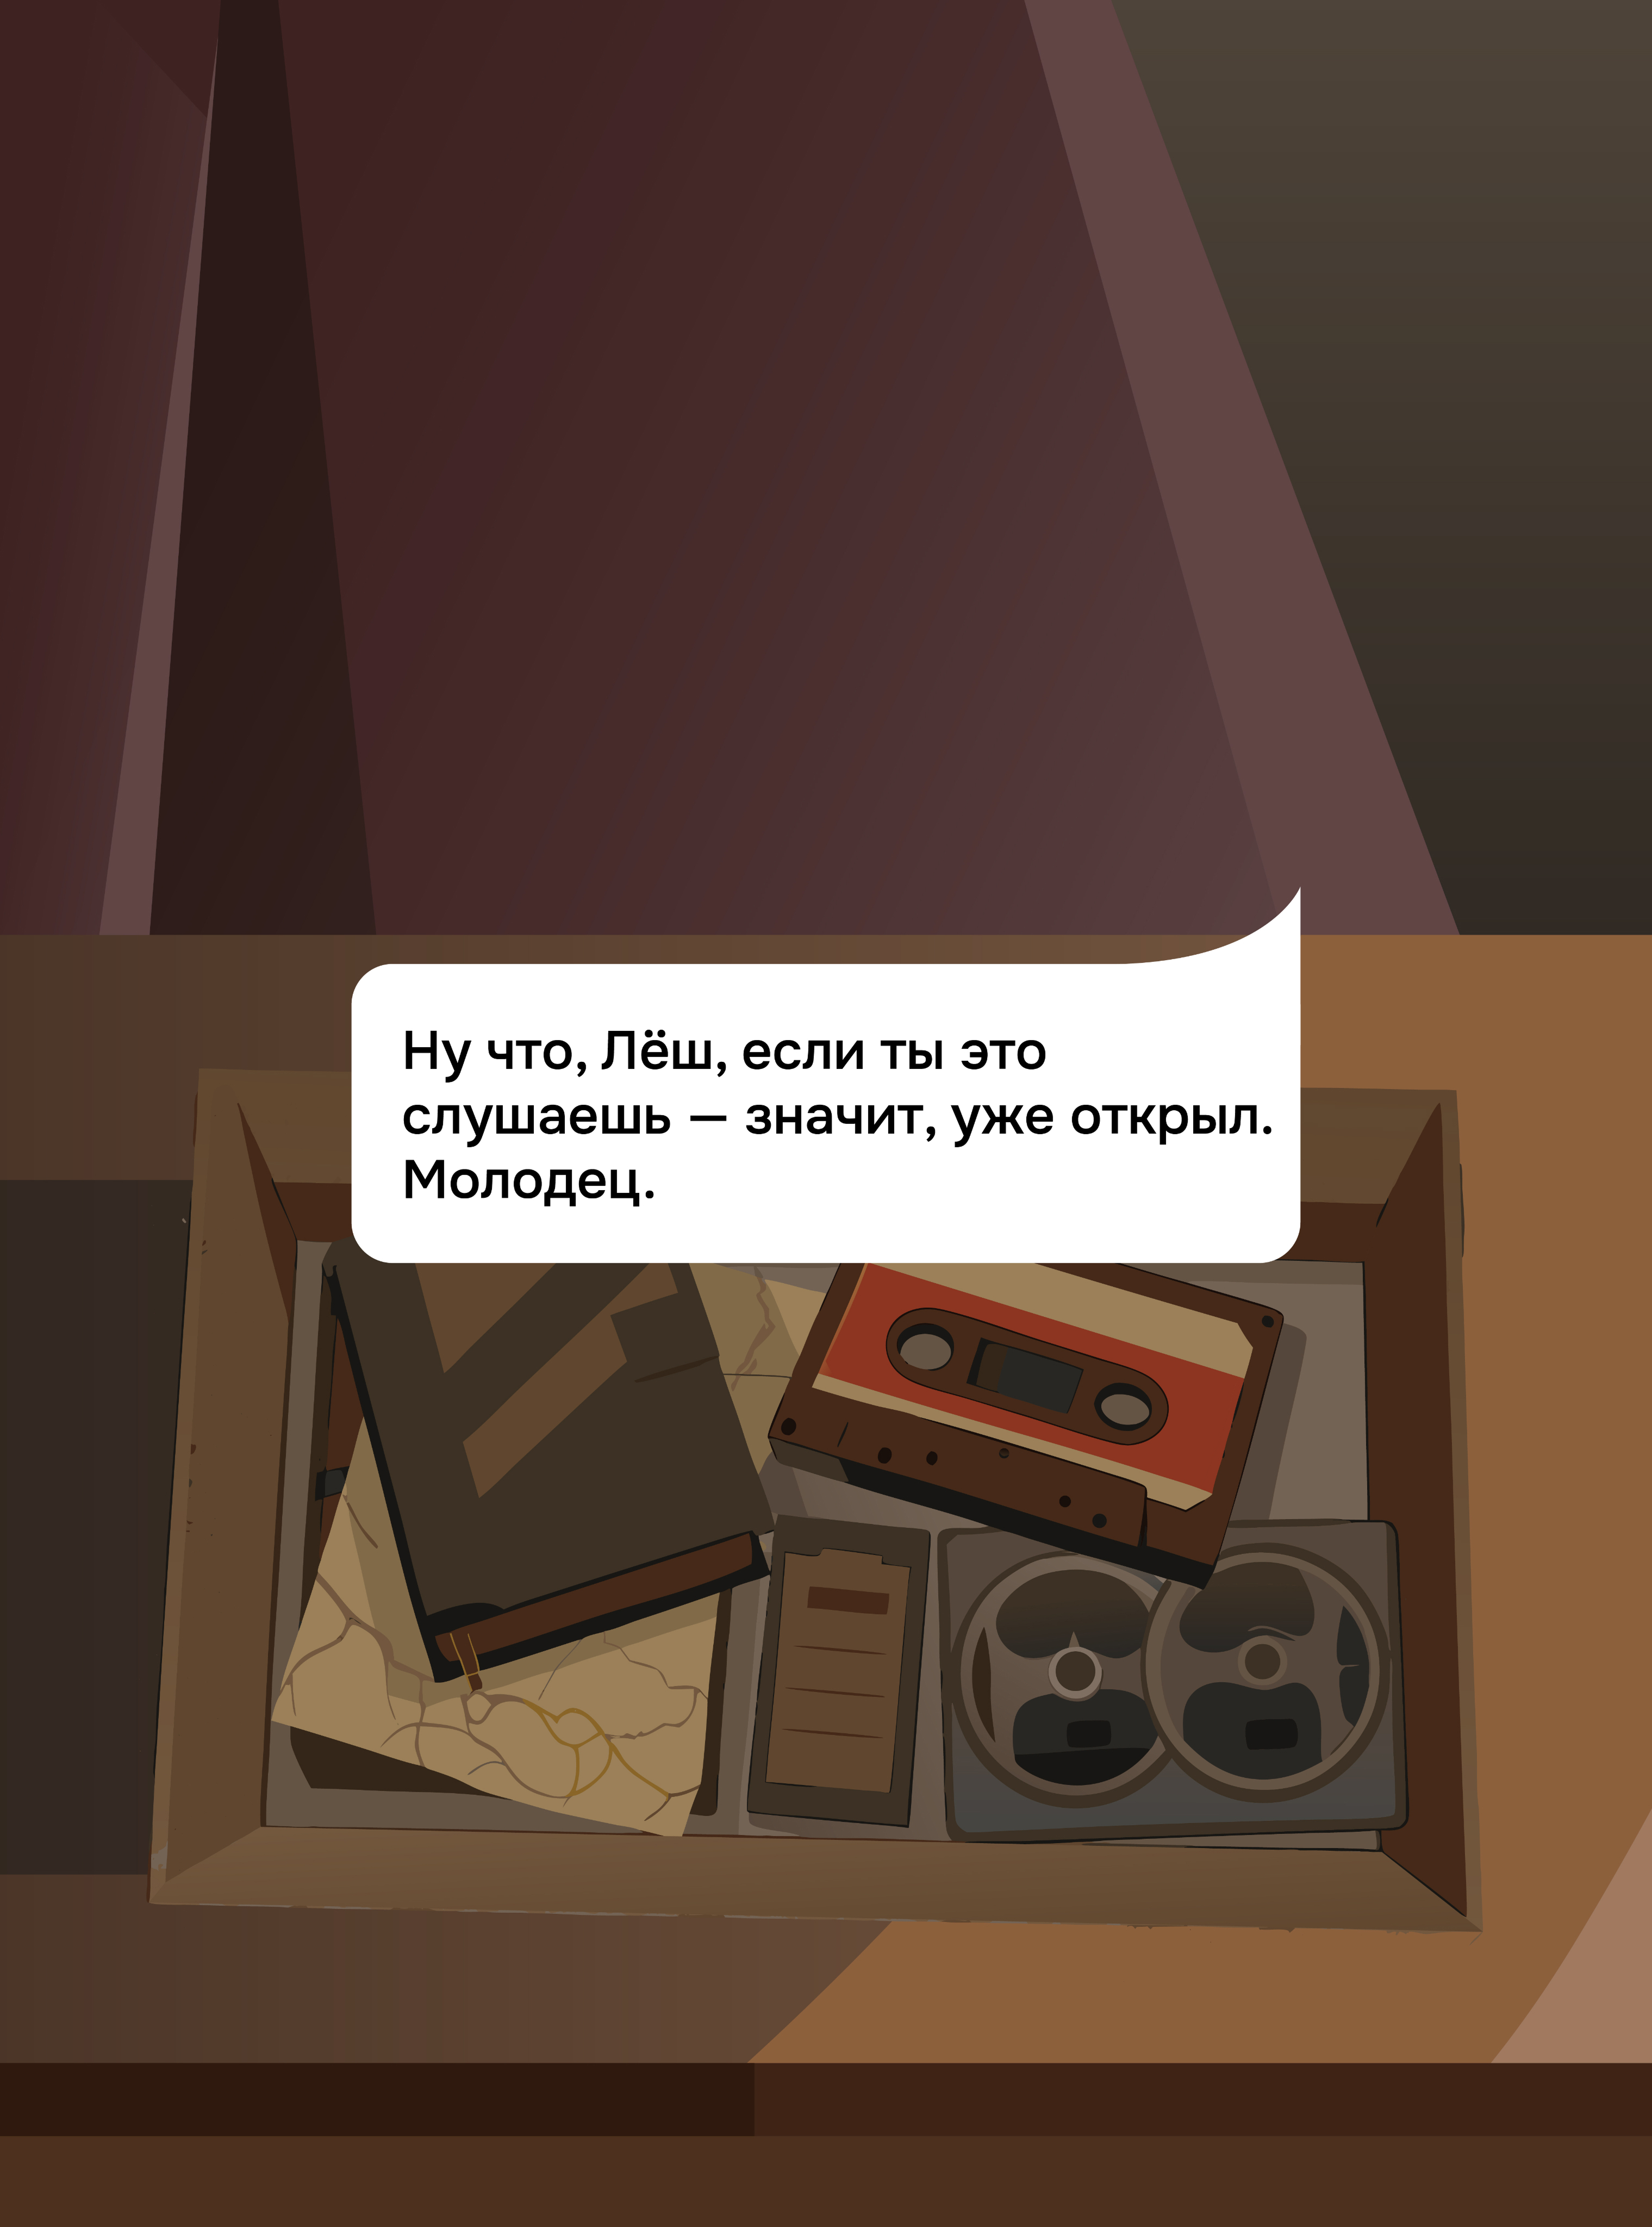 Ну что, Лёш, если ты это
слушаешь — значит, уже открыл.
Молодец.